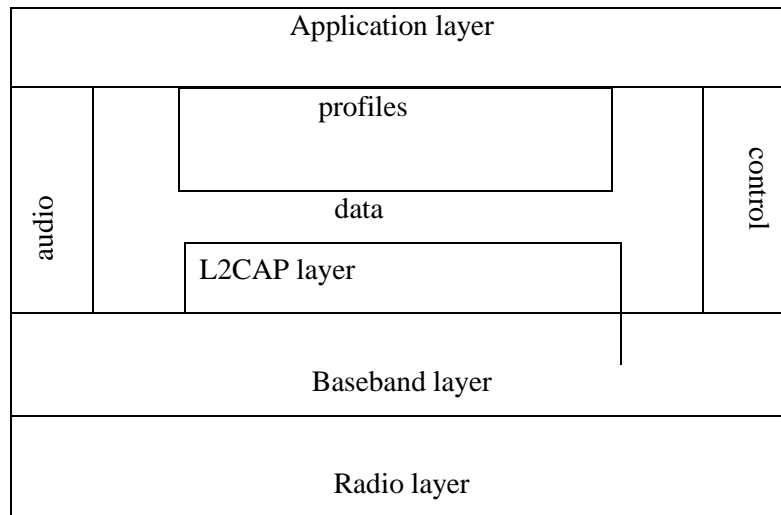 Application layer
profiles
audio
control
data
L2CAP layer
Baseband layer
Radio layer